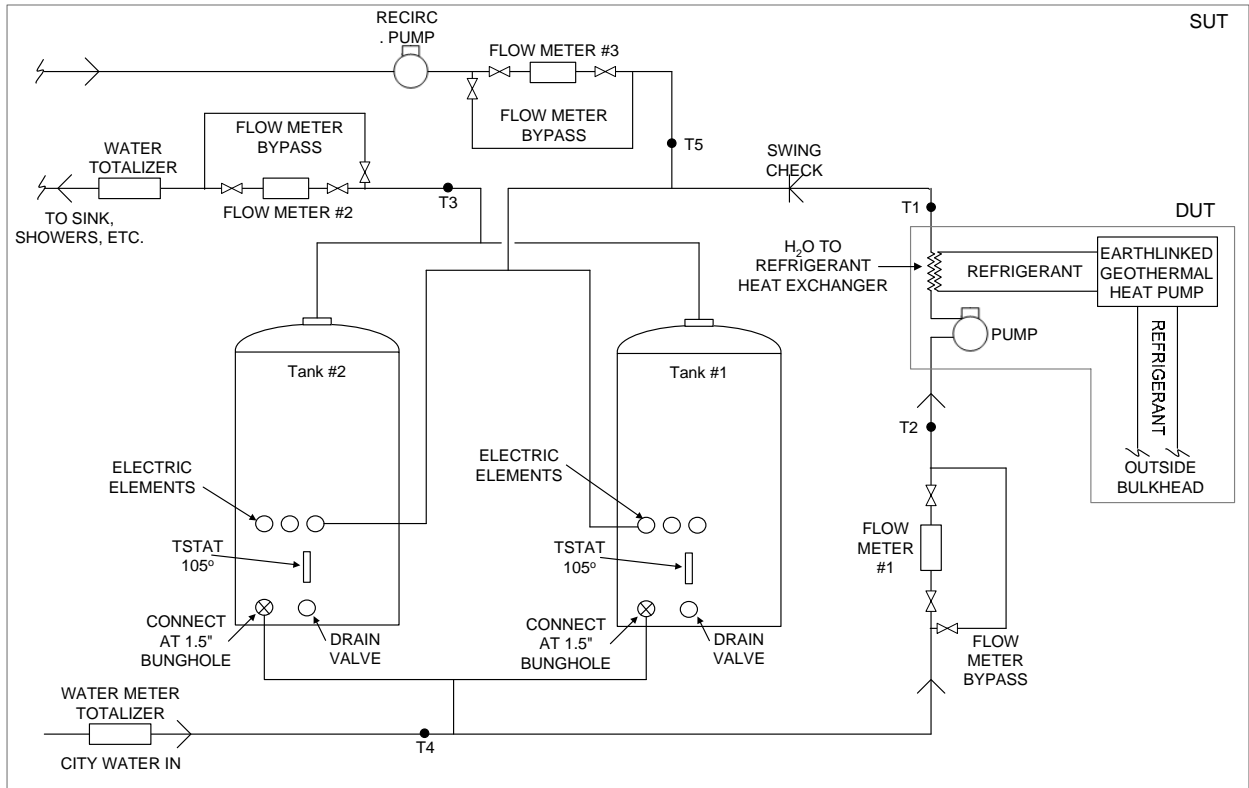 SUT
RECIRC
. PUMP
FLOW METER #3
FLOW METER
BYPASS
T5
FLOW METER
BYPASS
WATER
TOTALIZER
FLOW METER #2
T3
TO SINK,
SHOWERS, ETC.
SWING
CHECK
T1
DUT
H2O TO
REFRIGERANT
HEAT EXCHANGER
REFRIGERANT
EARTHLINKED
GEOTHERMAL
HEAT PUMP
PUMP
REFRIGERANT
OUTSIDE
BULKHEAD
T2
Tank #2
Tank #1
ELECTRIC
ELEMENTS
ELECTRIC
ELEMENTS
TSTAT
105º
TSTAT
105º
CONNECT
AT 1.5"
BUNGHOLE
DRAIN
VALVE
CONNECT
AT 1.5"
BUNGHOLE
DRAIN
VALVE
FLOW
METER
#1
FLOW
METER
BYPASS
WATER METER
TOTALIZER
CITY WATER IN
T4